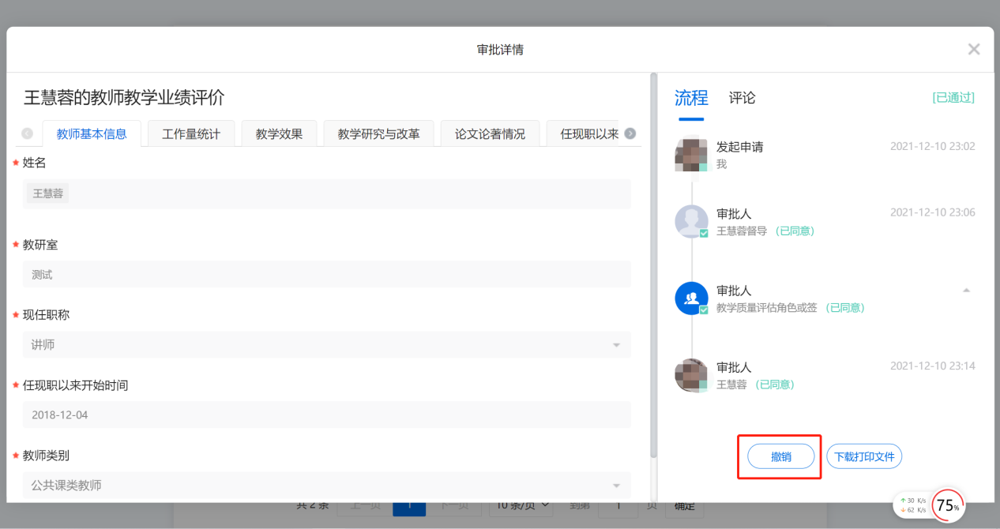 审批详情
王慧蓉的教师教学业绩评价
教师基本信息 工作量统计 教学效果 教学研究与改革 论文论著情况 任现职以来
* 姓名
王慧蓉
* 教研室
测试
* 现任职称
讲师
* 任现职以来开始时间
2018-12-04
* 教师类别
公共课类教师
流程 评论 [已通过]
发起申请 2021-12-10 23:02
我
审批人 2021-12-10 23:06
王慧蓉督导 (已同意)
审批人
教学质量评估角色或签 (已同意)
审批人 2021-12-10 23:14
王慧蓉 (已同意)
撤销 下载打印文件
共 2 条 上一页 1 下一页 10 条/页 到第 1 页 确定
↑ 30 K/s
↓ 62 K/s
75%